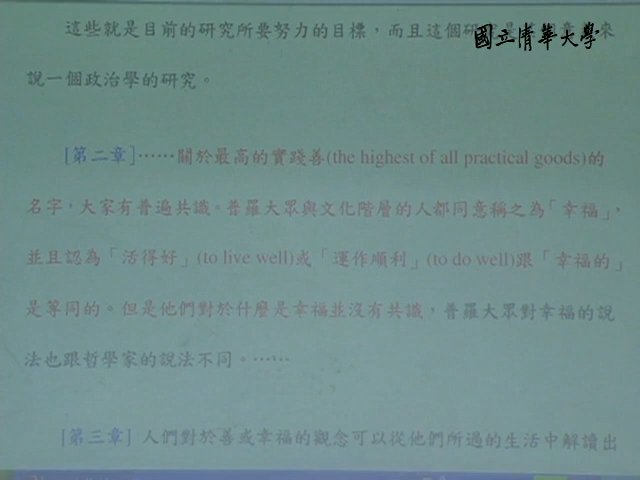 這些就是目前的研究所要努力的目標，而且這個研
來
國立清華大學
說一個政治學的研究。
[第二章]……關於最高的實踐善(the highest of all practical goods)的
名字，大家有普遍共識。普羅大眾與文化階層的人都同意稱之為「幸福」，
並且認為「活得好」(to live well)或「運作順利」(to do well)跟「幸福的」
是等同的。但是他們對於什麼是幸福並沒有共識，普羅大眾對幸福的說
法也跟哲學家的說法不同。……
[第三章] 人們對於善或幸福的觀念可以從他們所過的生活中解讀出